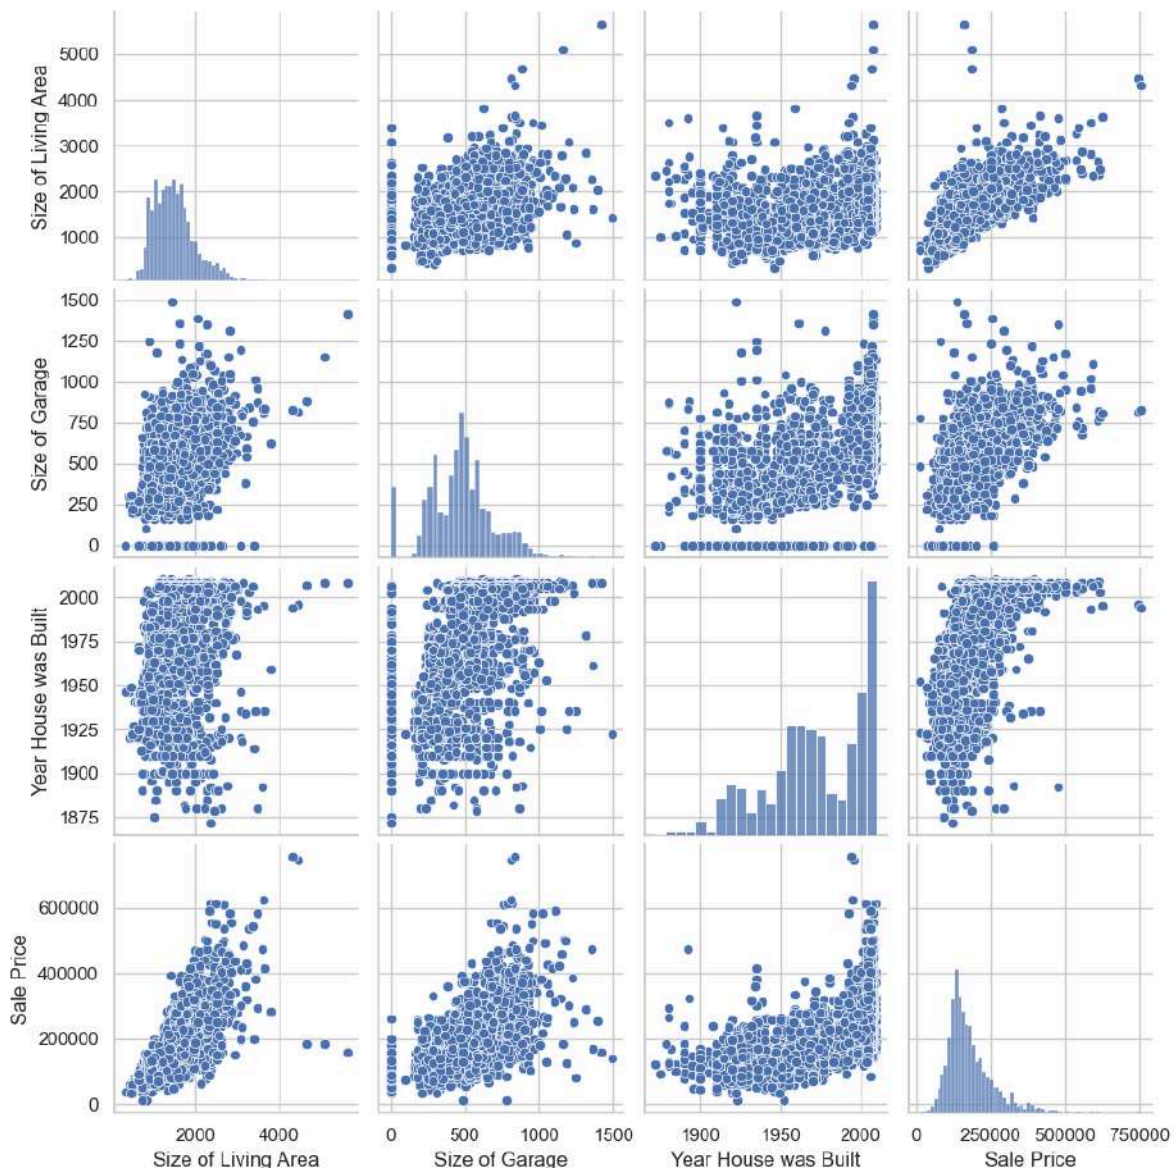 5000
4000
3000
2000
1000
Size of Living Area
1500
1250
1000
750
500
250
0
Size of Garage
2000
1975
1950
1925
1900
1875
Year House was Built
600000
400000
200000
0
Sale Price
2000 4000
0 500 1000 1500
1900 1950 2000
0 250000 500000 750000
Size of Living Area
Size of Garage
Year House was Built
Sale Price